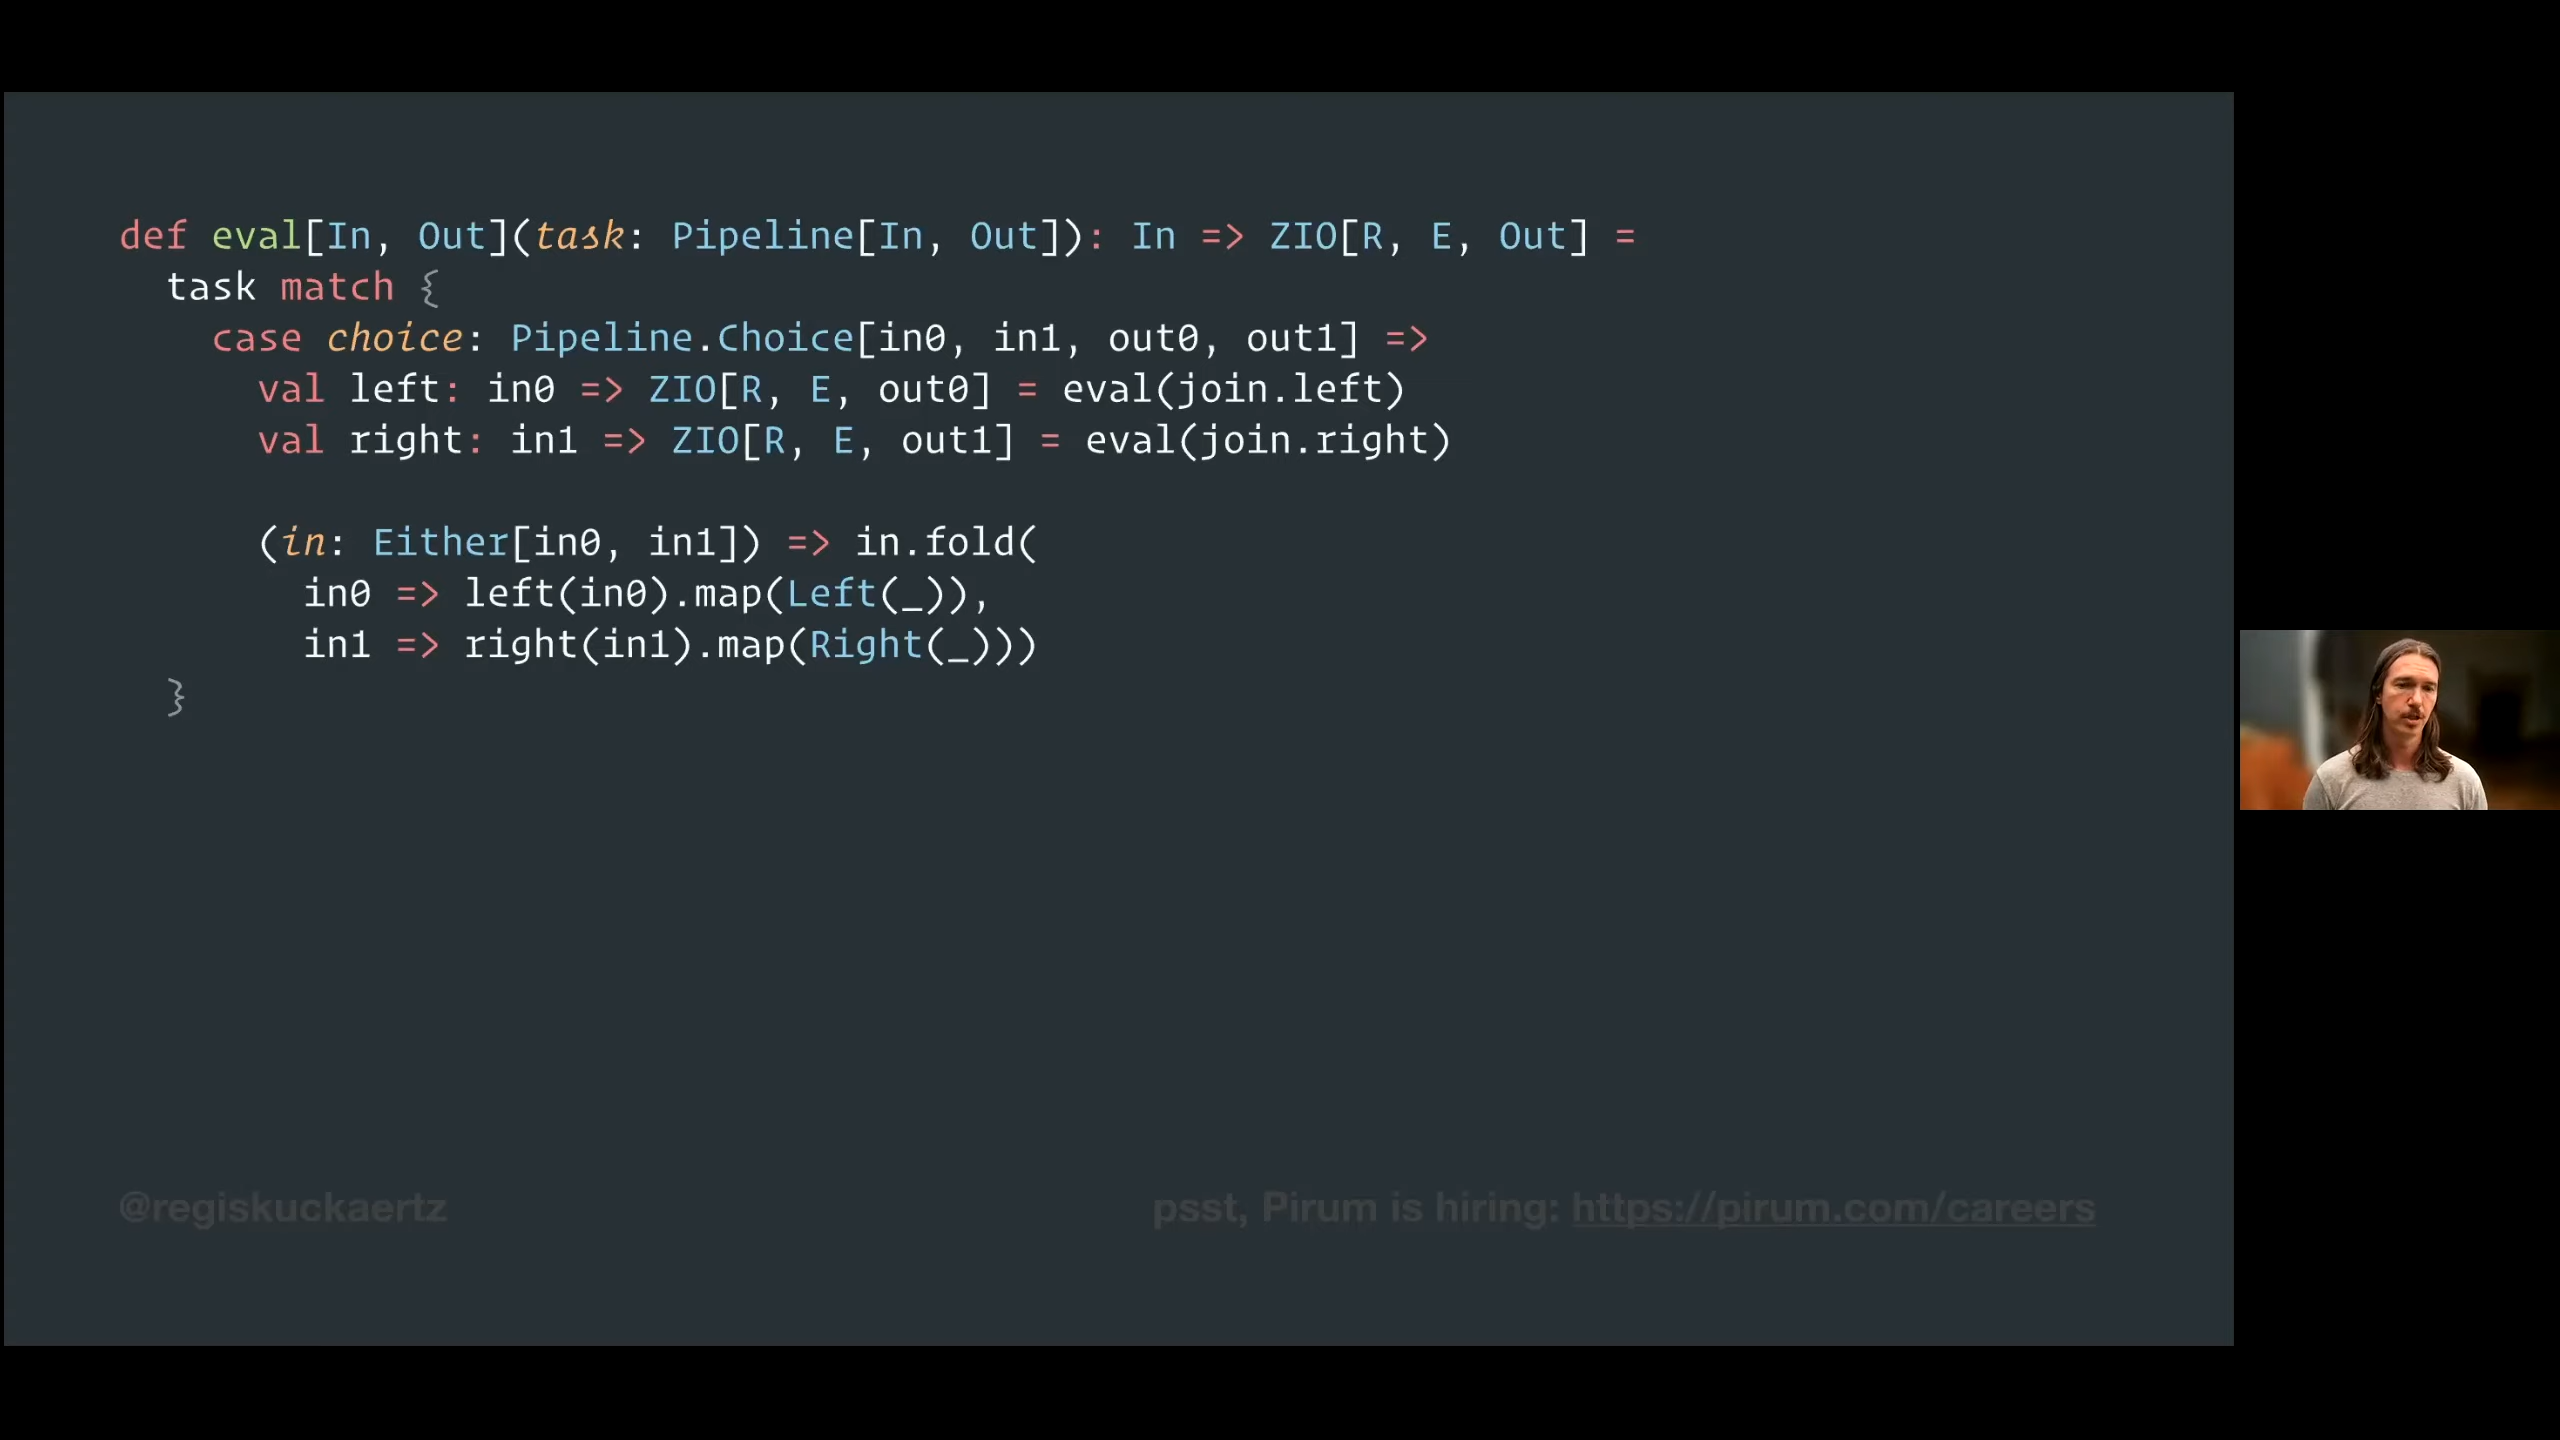 def eval[In, Out](task: Pipeline[In, Out]): In => ZIO[R, E, Out] =
task match {
case choice: Pipeline.Choice[in0, in1, out0, out1] =>
val left: in0 => ZIO[R, E, out0] = eval(join.left)
val right: in1 => ZIO[R, E, out1] = eval(join.right)
(in: Either[in0, in1]) => in.fold(
in0 => left(in0).map(Left(_)),
in1 => right(in1).map(Right(_)))
}
@regiskuckaertz
psst, Pirum is hiring: https://pirum.com/careers